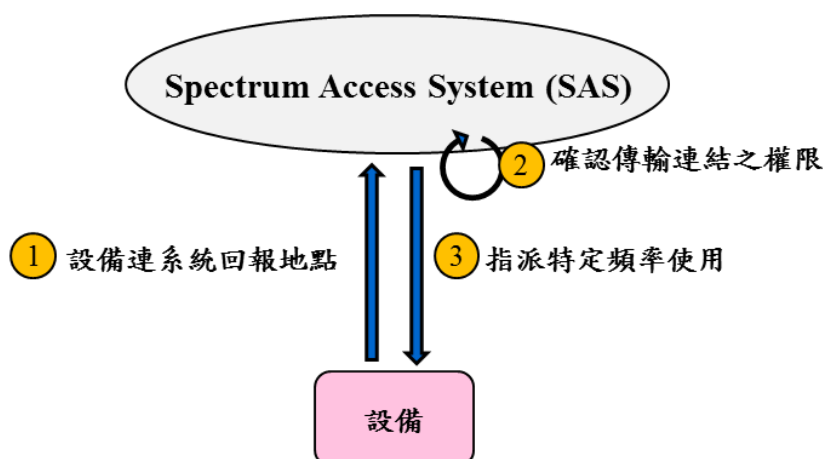 Spectrum Access System (SAS)
2 確認傳輸連結之權限
1 設備連系統回報地點
3 指派特定頻率使用
設備